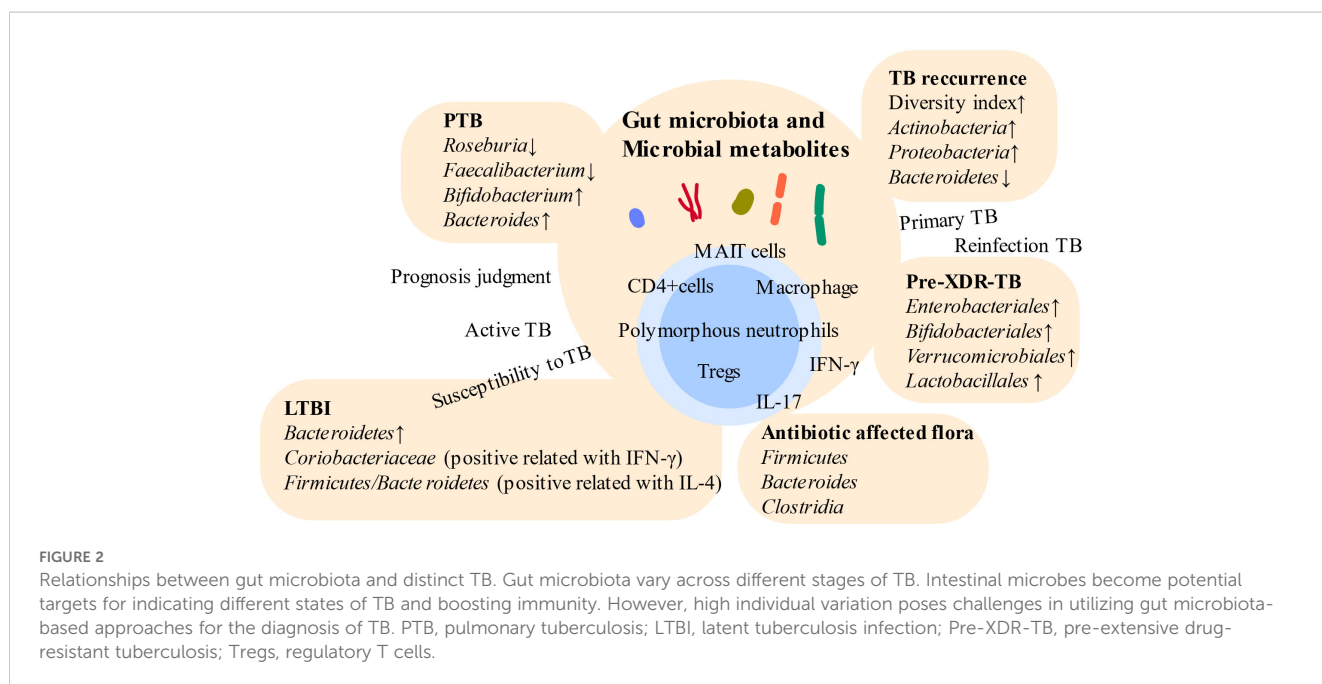 PTB
Roseburia↓
Faecalibacterium↓
Bifidobacterium↑
Bacteroides↑
Gut microbiota and
Microbial metabolites
TB reccurrence
Diversity index↑
Actinobacteria↑
Proteobacteria↑
Bacteroidetes↓
Primary TB
Reinfection TB
Prognosis judgment
Active TB
Susceptibility to TB
MAIT cells
CD4+cells
Macrophage
Polymorphous neutrophils
Tregs
IFN-γ
IL-17
Pre-XDR-TB
Enterobacteriales↑
Bifidobacteriales↑
Verrucomicrobiales↑
Lactobacillales ↑
LTBI
Bacteroidetes↑
Coriobacteriaceae (positive related with IFN-γ)
Firmicutes/Bacte roidetes (positive related with IL-4)
Antibiotic affected flora
Firmicutes
Bacteroides
Clostridia
FIGURE 2
Relationships between gut microbiota and distinct TB. Gut microbiota vary across different stages of TB. Intestinal microbes become potential
targets for indicating different states of TB and boosting immunity. However, high individual variation poses challenges in utilizing gut microbiota-
based approaches for the diagnosis of TB. PTB, pulmonary tuberculosis; LTBI, latent tuberculosis infection; Pre-XDR-TB, pre-extensive drug-
resistant tuberculosis; Tregs, regulatory T cells.